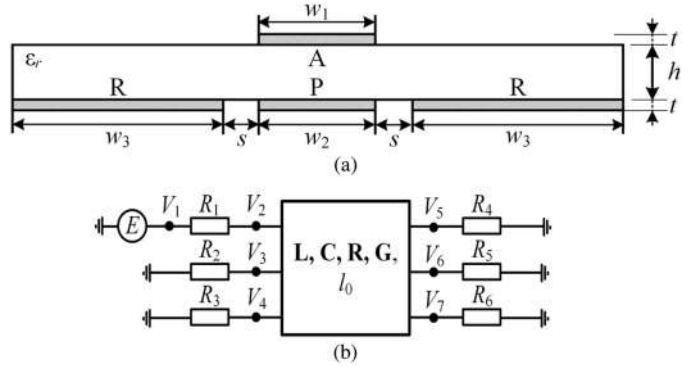 w₁
εᵣ A t
R P R h
t
w₃ s w₂ s w₃
(a)
V₁ R₁ V₂ V₅ R₄
E
R₂ V₃ L, C, R, G, V₆ R₅
l₀
R₃ V₄ V₇ R₆
(b)